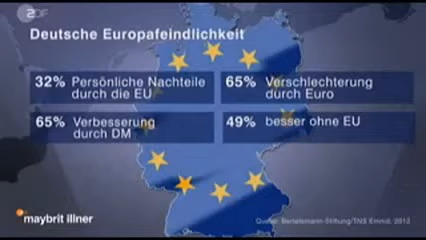 ZDF
Deutsche Europafeindlichkeit
32% Persönliche Nachteile
durch die EU
65% Verschlechterung
durch Euro
65% Verbesserung
durch DM
49% besser ohne EU
maybrit illner
Quelle: Bertelsmann-Stiftung/TNS Emnid, 2012